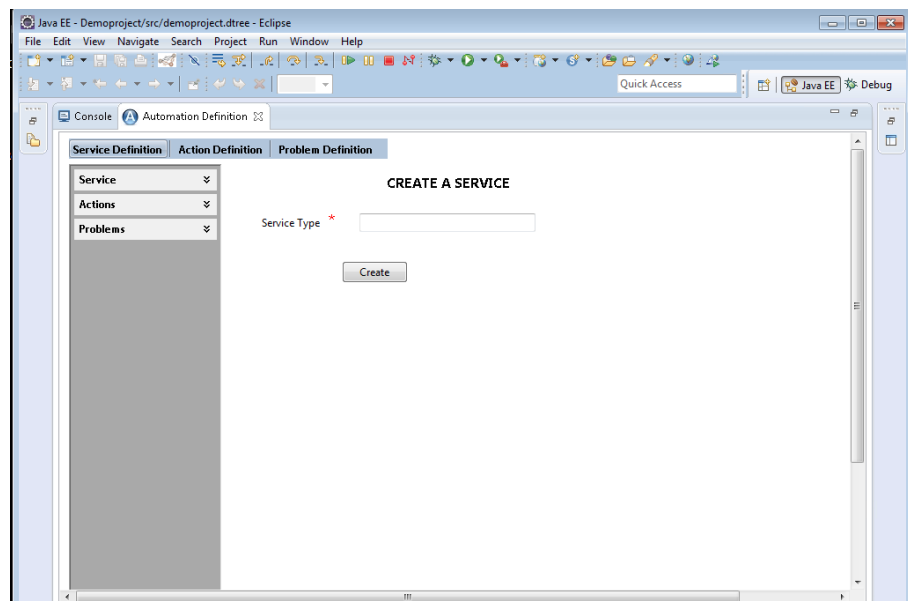 Java EE - Demoproject/src/demoproject.dtree - Eclipse
File Edit View Navigate Search Project Run Window Help
Quick Access
Java EE
Debug
Console
Automation Definition
Service Definition
Action Definition
Problem Definition
Service
Actions
Problems
CREATE A SERVICE
Service Type *
Create